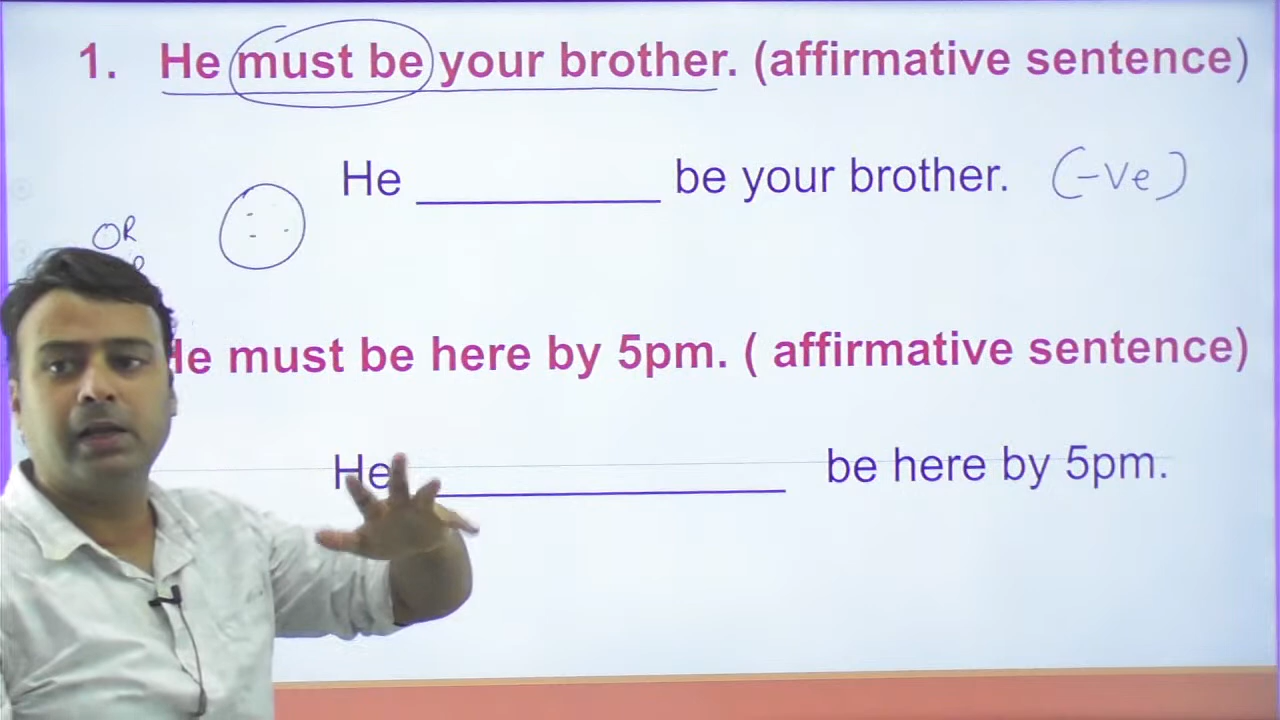 1. He must be your brother. (affirmative sentence)
He __________ be your brother. (-ve)
OR
He must be here by 5pm. ( affirmative sentence)
He ______________ be here by 5pm.